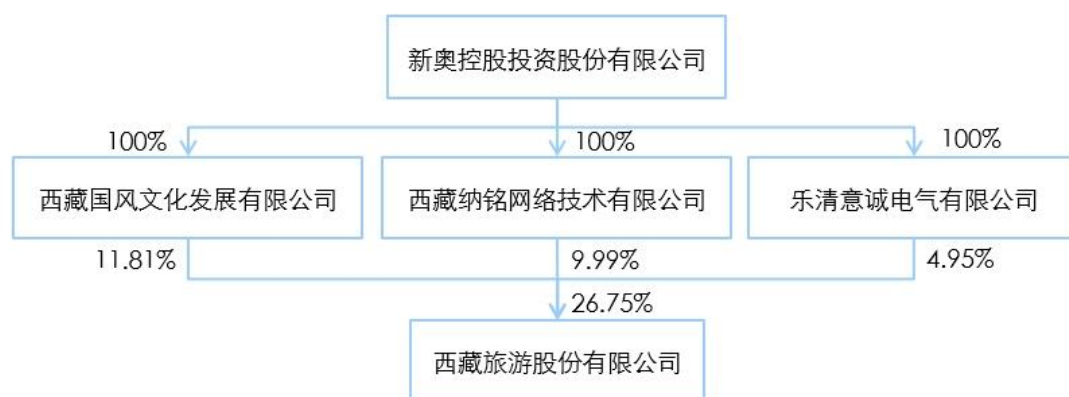 新奥控股投资股份有限公司
100%
100%
100%
西藏国风文化发展有限公司
西藏纳铭网络技术有限公司
乐清意诚电气有限公司
11.81%
9.99%
4.95%
26.75%
西藏旅游股份有限公司